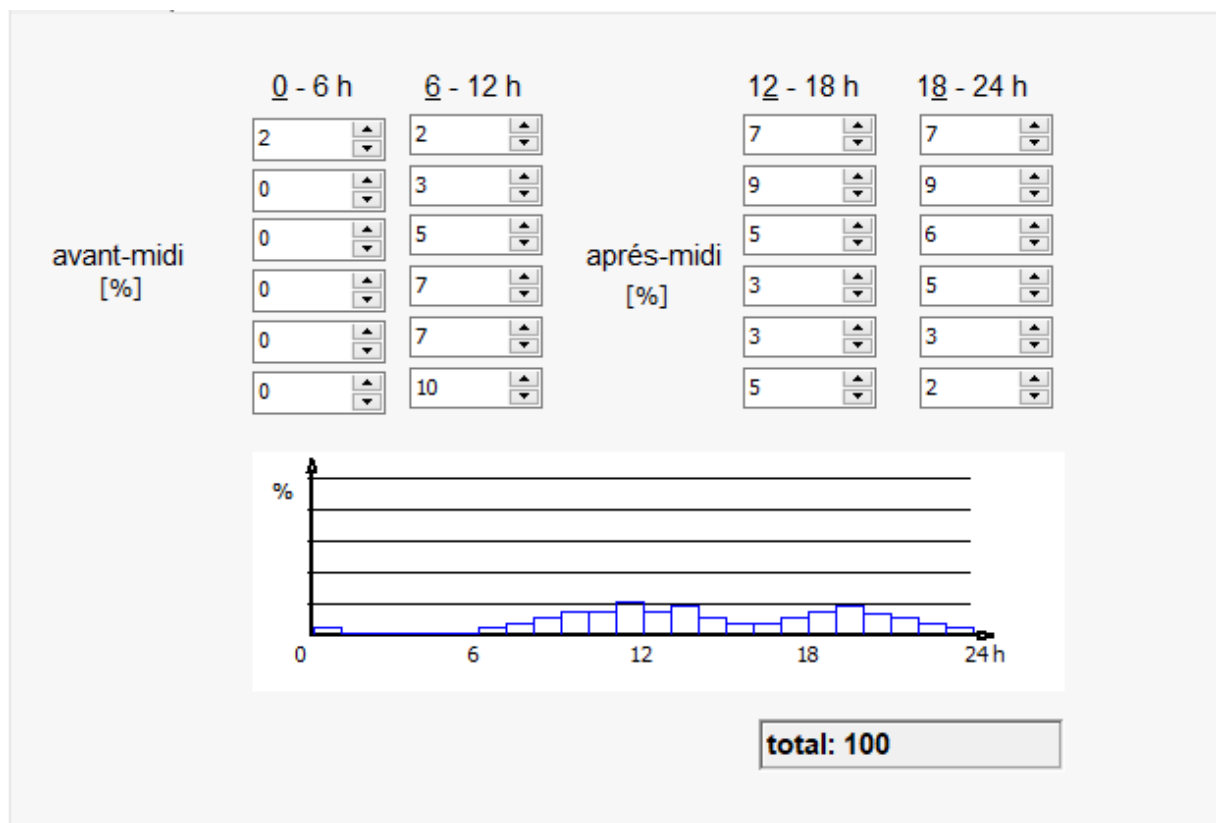 0 - 6 h 6 - 12 h 12 - 18 h 18 - 24 h
2 2 7 7
0 3 9 9
0 5 5 6
avant-midi aprés-midi
[%] [%]
0 7 3 5
0 7 3 3
0 10 5 2
%
0 6 12 18 24 h
total: 100